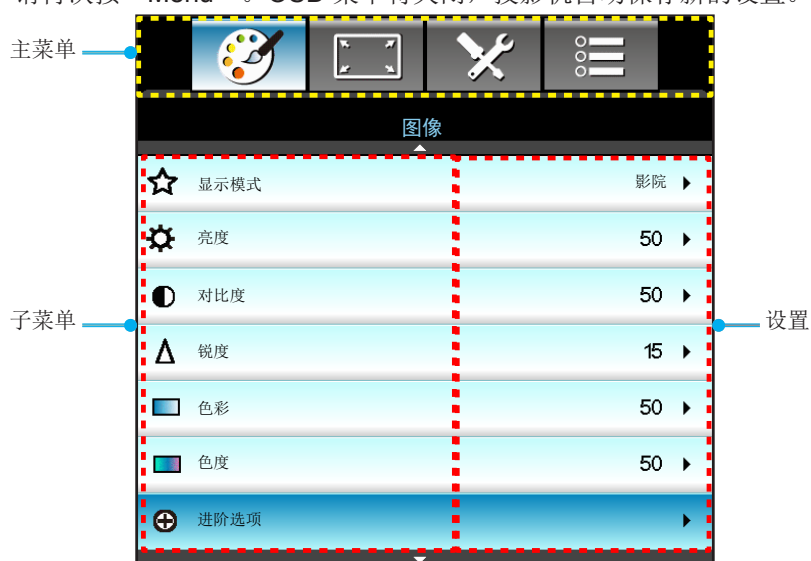 主菜单
图像
显示模式 影院
亮度 50
对比度 50
子菜单
设置
锐度 15
色彩 50
色度 50
进阶选项